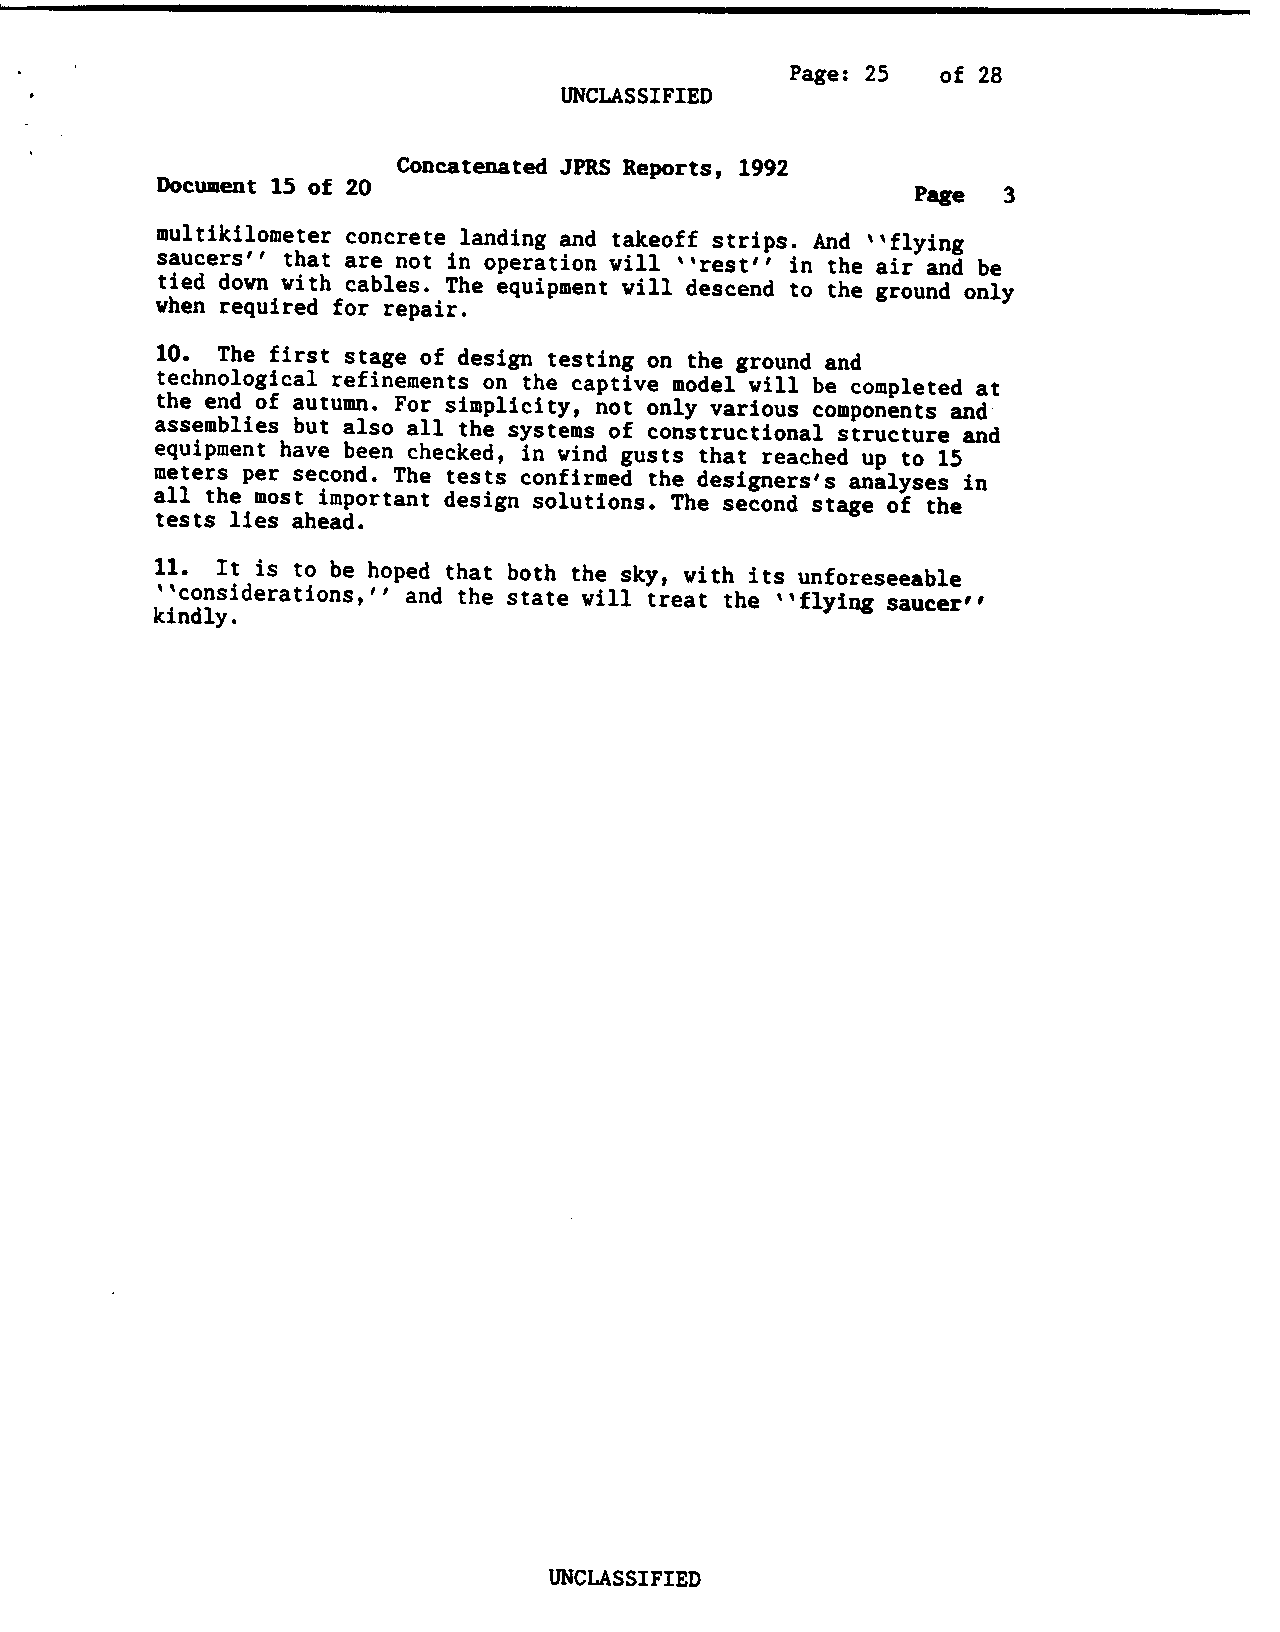 Page: 25 of 28
UNCLASSIFIED
Concatenated JPRS Reports, 1992
Document 15 of 20
Page 3
multikilometer concrete landing and takeoff strips. And ``flying
saucers'' that are not in operation will ``rest'' in the air and be
tied down with cables. The equipment will descend to the ground only
when required for repair.
10. The first stage of design testing on the ground and
technological refinements on the captive model will be completed at
the end of autumn. For simplicity, not only various components and
assemblies but also all the systems of constructional structure and
equipment have been checked, in wind gusts that reached up to 15
meters per second. The tests confirmed the designers's analyses in
all the most important design solutions. The second stage of the
tests lies ahead.
11. It is to be hoped that both the sky, with its unforeseeable
``considerations,'' and the state will treat the ``flying saucer''
kindly.
UNCLASSIFIED